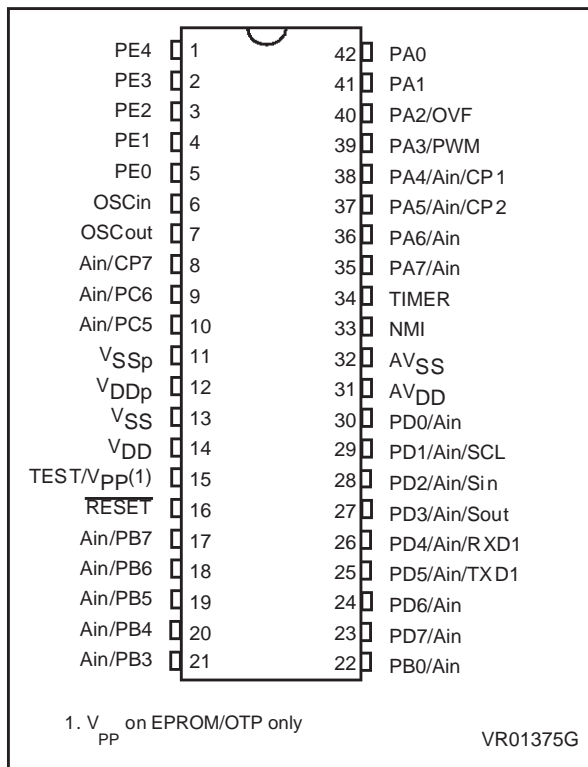 PE4 1 42 PA0
PE3 2 41 PA1
PE2 3 40 PA2/OVF
PE1 4 39 PA3/PWM
PE0 5 38 PA4/Ain/CP1
OSCin 6 37 PA5/Ain/CP2
OSCout 7 36 PA6/Ain
Ain/CP7 8 35 PA7/Ain
Ain/PC6 9 34 TIMER
Ain/PC5 10 33 NMI
VSSp 11 32 AVSS
VDDp 12 31 AVDD
VSS 13 30 PD0/Ain
VDD 14 29 PD1/Ain/SCL
TEST/VPP(1) 15 28 PD2/Ain/Sin
RESET 16 27 PD3/Ain/Sout
Ain/PB7 17 26 PD4/Ain/RXD1
Ain/PB6 18 25 PD5/Ain/TXD1
Ain/PB5 19 24 PD6/Ain
Ain/PB4 20 23 PD7/Ain
Ain/PB3 21 22 PB0/Ain
1. VPP on EPROM/OTP only
VR01375G